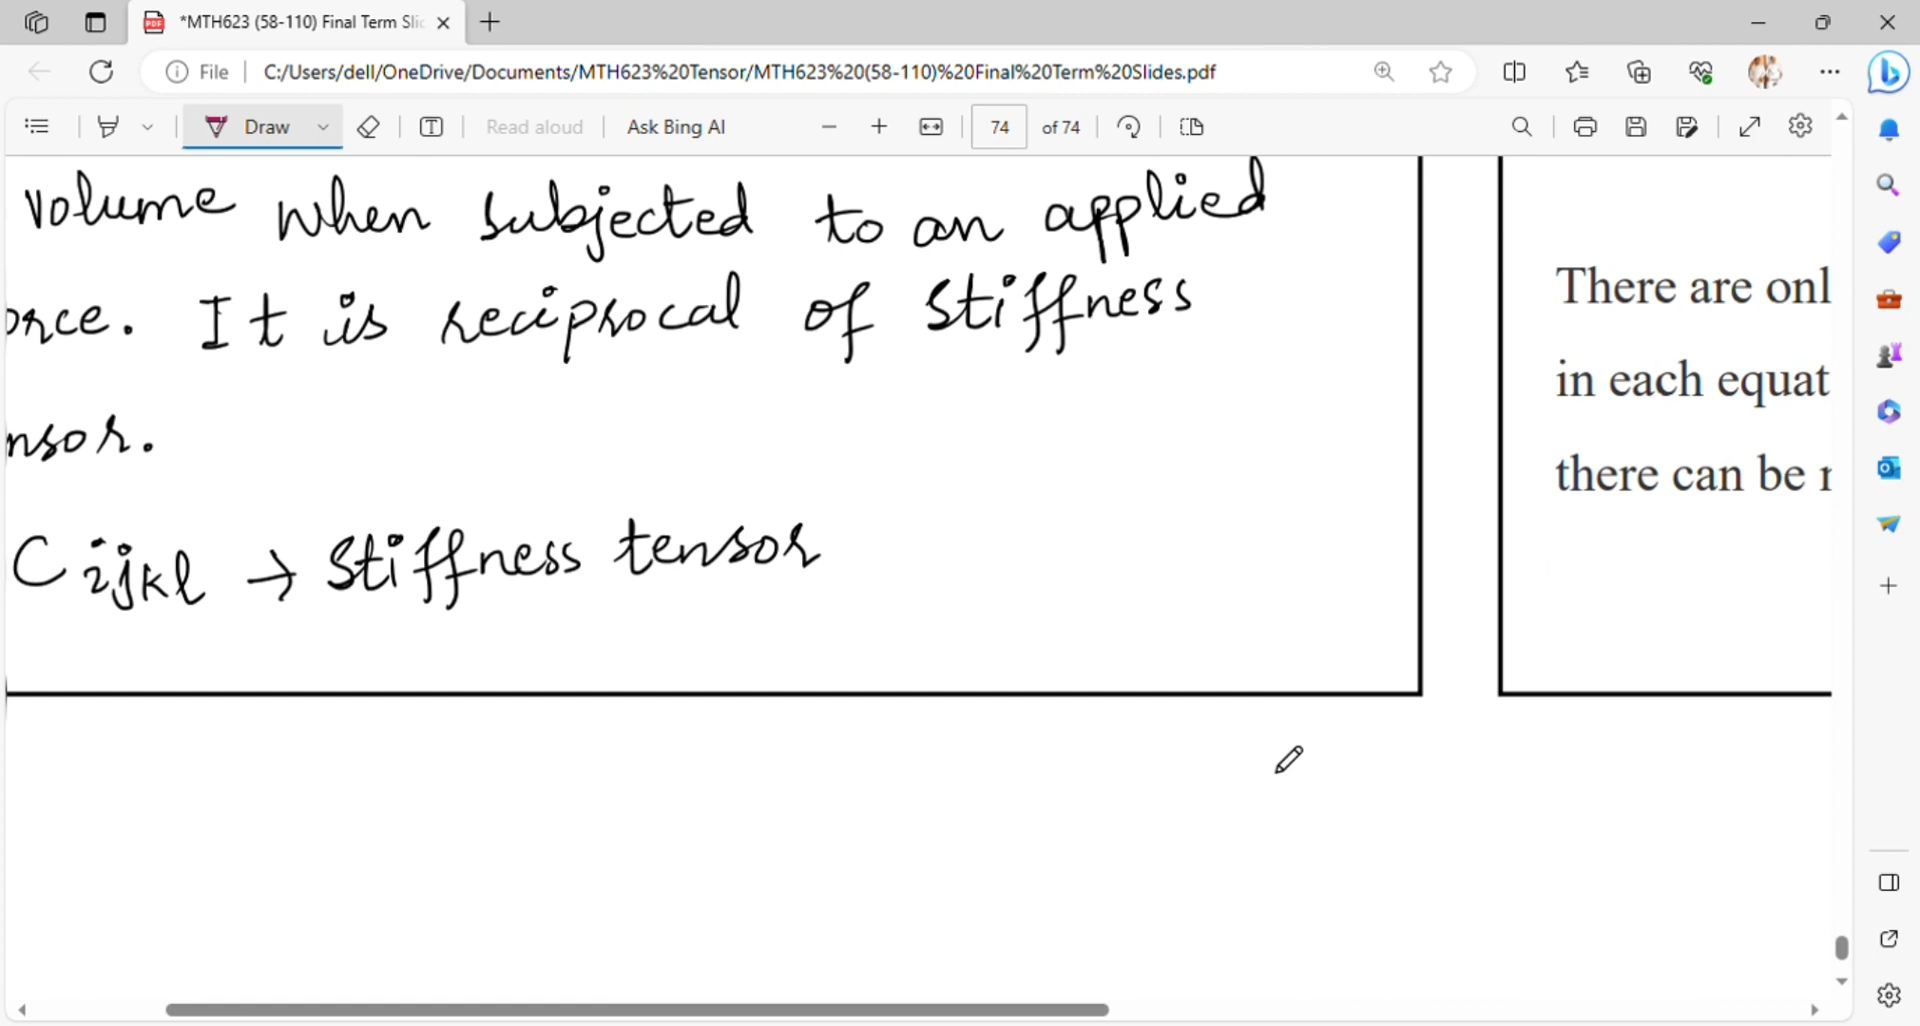 *MTH623 (58-110) Final Term Slic
File
C:/Users/dell/OneDrive/Documents/MTH623%20Tensor/MTH623%20(58-110)%20Final%20Term%20Slides.pdf
Draw
Read aloud
Ask Bing AI
74 of 74
volume when subjected to an applied
orce. It is reciprocal of stiffness
nsor.
C ijkl → Stiffness tensor
There are onl
in each equat
there can be